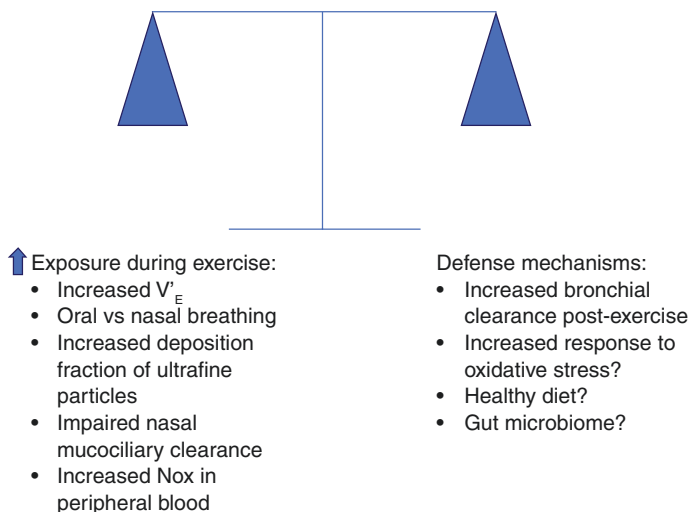 Exposure during exercise:
• Increased V'E
• Oral vs nasal breathing
• Increased deposition
fraction of ultrafine
particles
• Impaired nasal
mucociliary clearance
• Increased Nox in
peripheral blood
Defense mechanisms:
• Increased bronchial
clearance post-exercise
• Increased response to
oxidative stress?
• Healthy diet?
• Gut microbiome?